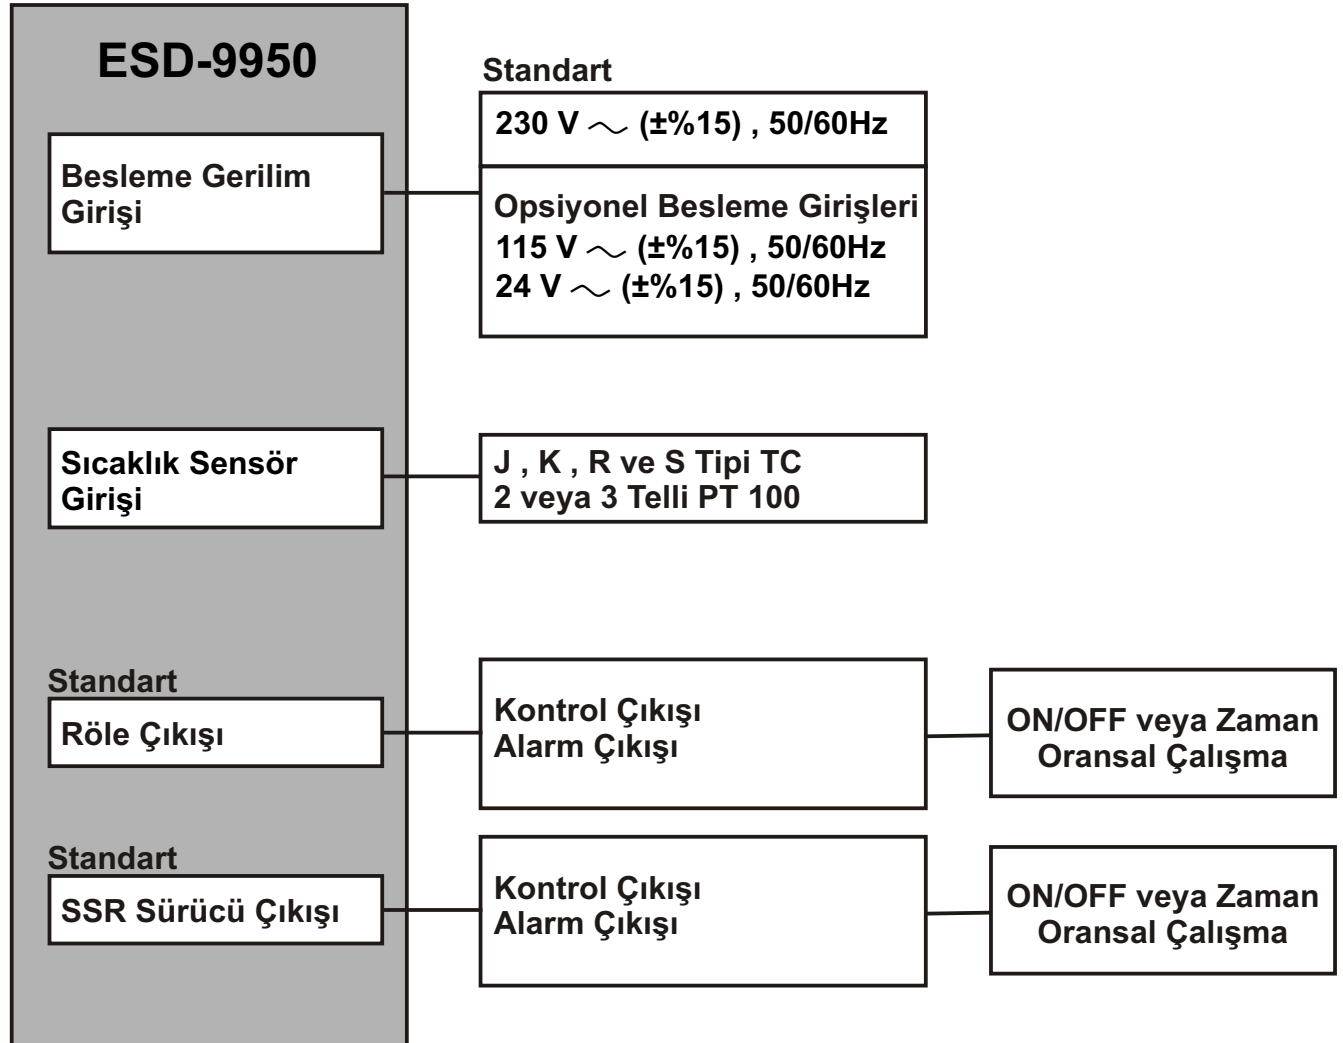 ESD-9950
Standart
230 V ~ (±%15) , 50/60Hz
Besleme Gerilim
Girişi
Opsiyonel Besleme Girişleri
115 V ~ (±%15) , 50/60Hz
24 V ~ (±%15) , 50/60Hz
Sıcaklık Sensör
Girişi
J , K , R ve S Tipi TC
2 veya 3 Telli PT 100
Standart
Röle Çıkışı
Kontrol Çıkışı
Alarm Çıkışı
ON/OFF veya Zaman
Oransal Çalışma
Standart
SSR Sürücü Çıkışı
Kontrol Çıkışı
Alarm Çıkışı
ON/OFF veya Zaman
Oransal Çalışma